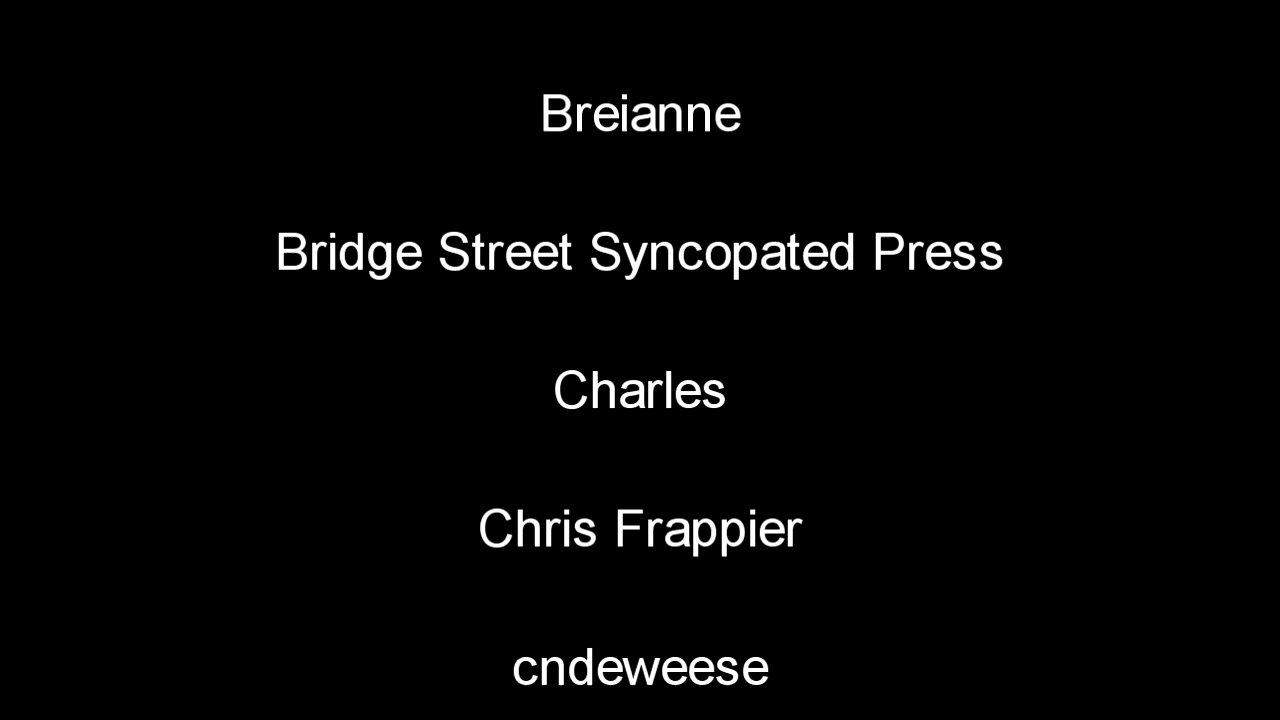 Breianne
Bridge Street Syncopated Press
Charles
Chris Frappier
cndeweese